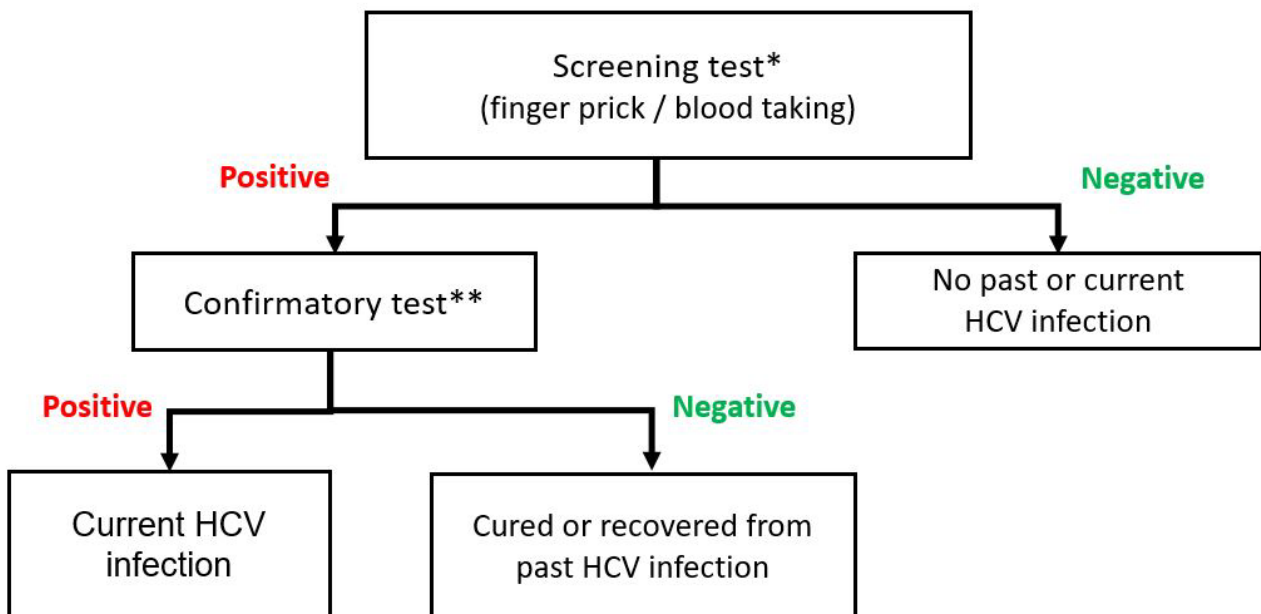 Screening test*
(finger prick / blood taking)
Positive
Negative
Confirmatory test**
No past or current
HCV infection
Positive
Negative
Current HCV
infection
Cured or recovered from
past HCV infection